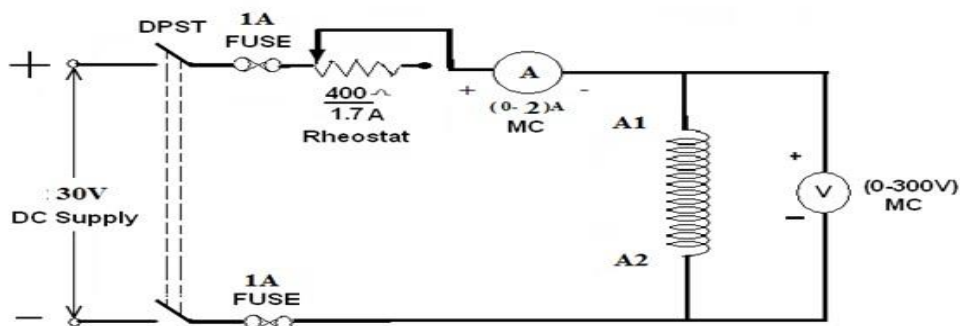 DPST
1A
FUSE
+
400 Ω
1.7 A
Rheostat
+
A
-
(0- 2)A
MC
A1
A2
+
V
−
(0-300V)
MC
: 30V
DC Supply
1A
FUSE
−